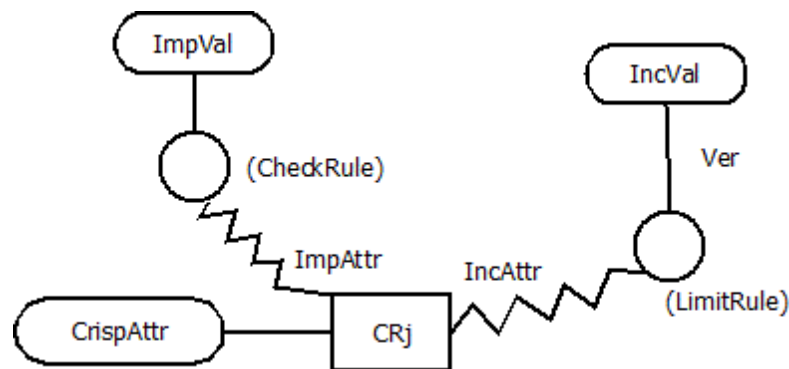 ImpVal
IncVal
(CheckRule)
Ver
ImpAttr
IncAttr
(LimitRule)
CrispAttr
CRj